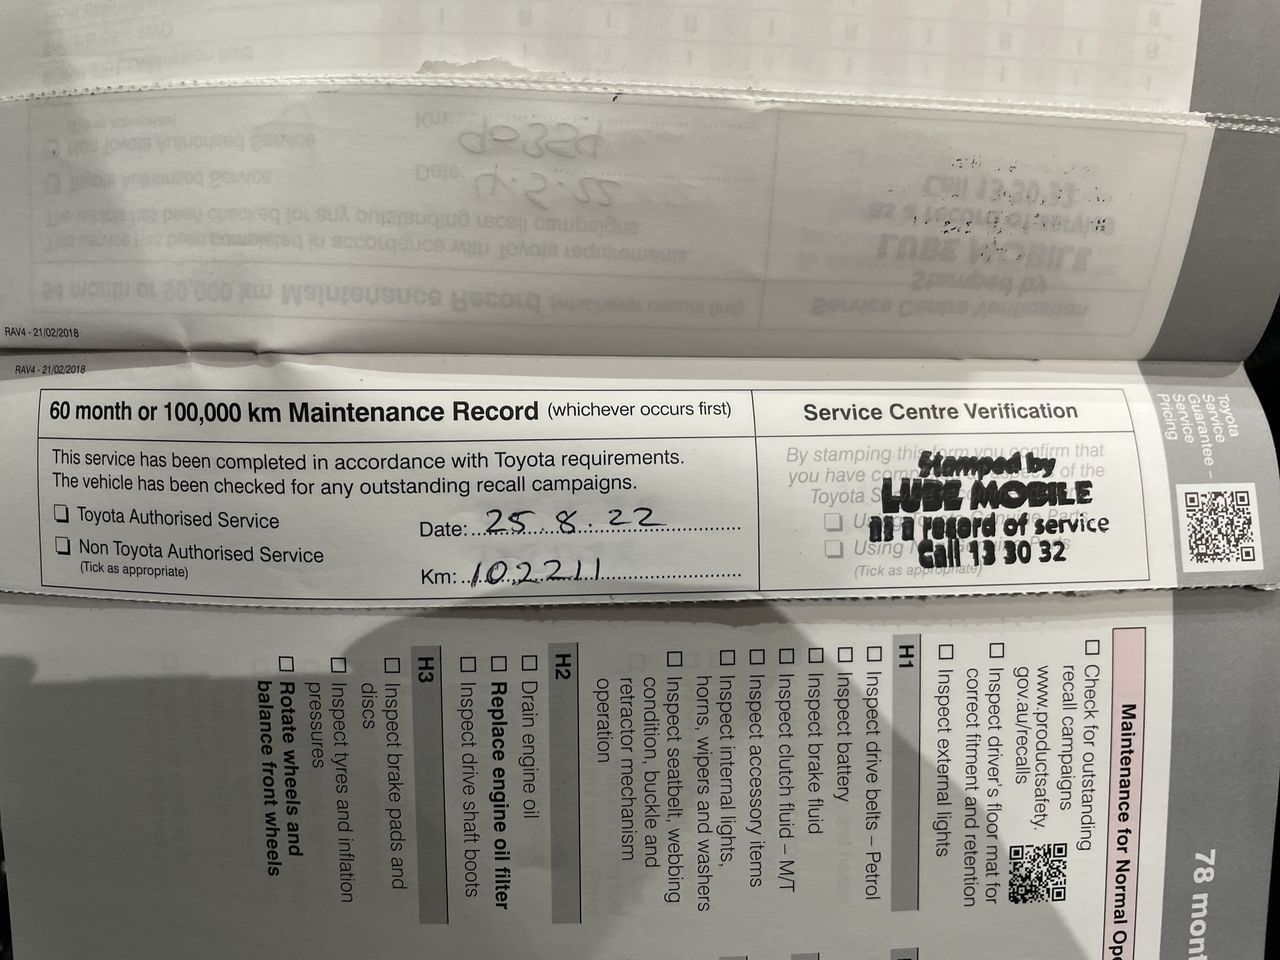 RAV4 - 21/02/2018
RAV4 - 21/02/2018
60 month or 100,000 km Maintenance Record (whichever occurs first)
This service has been completed in accordance with Toyota requirements.
The vehicle has been checked for any outstanding recall campaigns.
❏ Toyota Authorised Service
❏ Non Toyota Authorised Service
(Tick as appropriate)
Date: 25.8.22
Km: 102211
Service Centre Verification
By stamping this form you confirm that
you have of the
Toyota
❏
❏ Using
(Tick as appropriate)
Stamped by
LUBE MOBILE
as a record of service
Call 13 30 32
Toyota
Service
Guarantee –
Service
Pricing
78
Maintenance for Normal
☐ Check for outstanding
recall campaigns
www.productsafety.
gov.au/recalls
☐ Inspect driver's floor mat for
correct fitment and retention
☐ Inspect external lights
H1
☐ Inspect drive belts – Petrol
☐ Inspect battery
☐ Inspect brake fluid
☐ Inspect clutch fluid – M/T
☐ Inspect accessory items
☐ Inspect internal lights,
horns, wipers and washers
☐ Inspect seatbelt, webbing
condition, buckle and
retractor mechanism
operation
H2
☐ Drain engine oil
☐ Replace engine oil filter
☐ Inspect drive shaft boots
H3
☐ Inspect brake pads and
discs
☐ Inspect tyres and inflation
pressures
☐ Rotate wheels and
balance front wheels